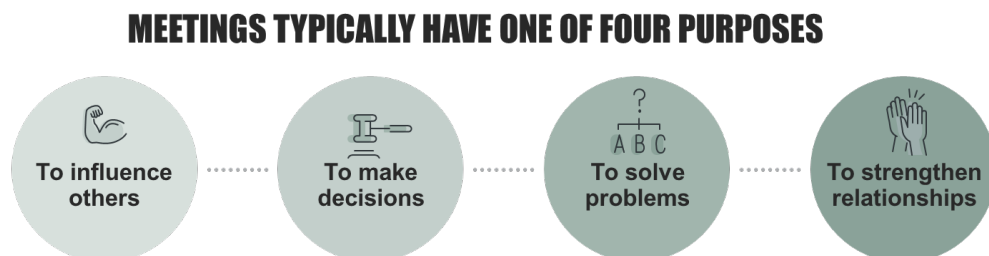 MEETINGS TYPICALLY HAVE ONE OF FOUR PURPOSES
To influence
others
To make
decisions
?
A B C
To solve
problems
To strengthen
relationships